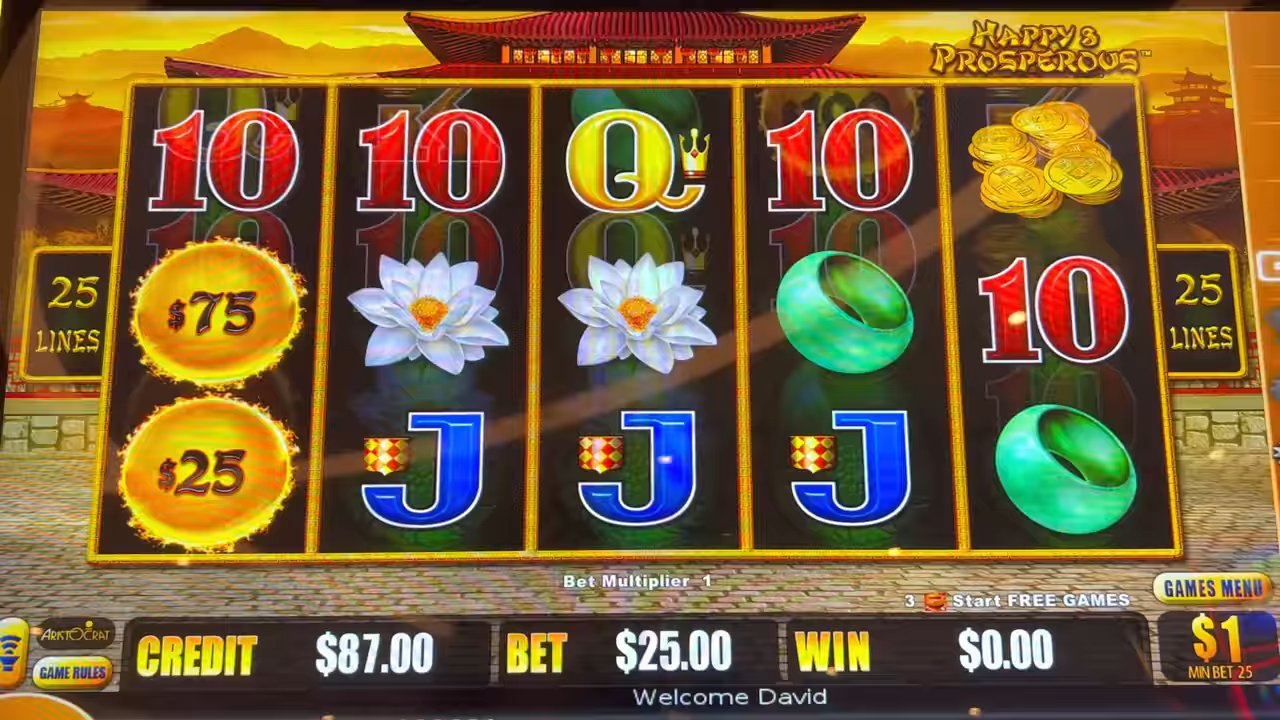 HAPPY &
PROSPEROUS™
10 10 Q 10
$75
10
$25
J J J
25
LINES
25
LINES
Bet Multiplier 1
3 Start FREE GAMES
GAMES MENU
ARISTOCRAT
GAME RULES
CREDIT $87.00
BET $25.00
WIN $0.00
$1
MIN BET 25
Welcome David